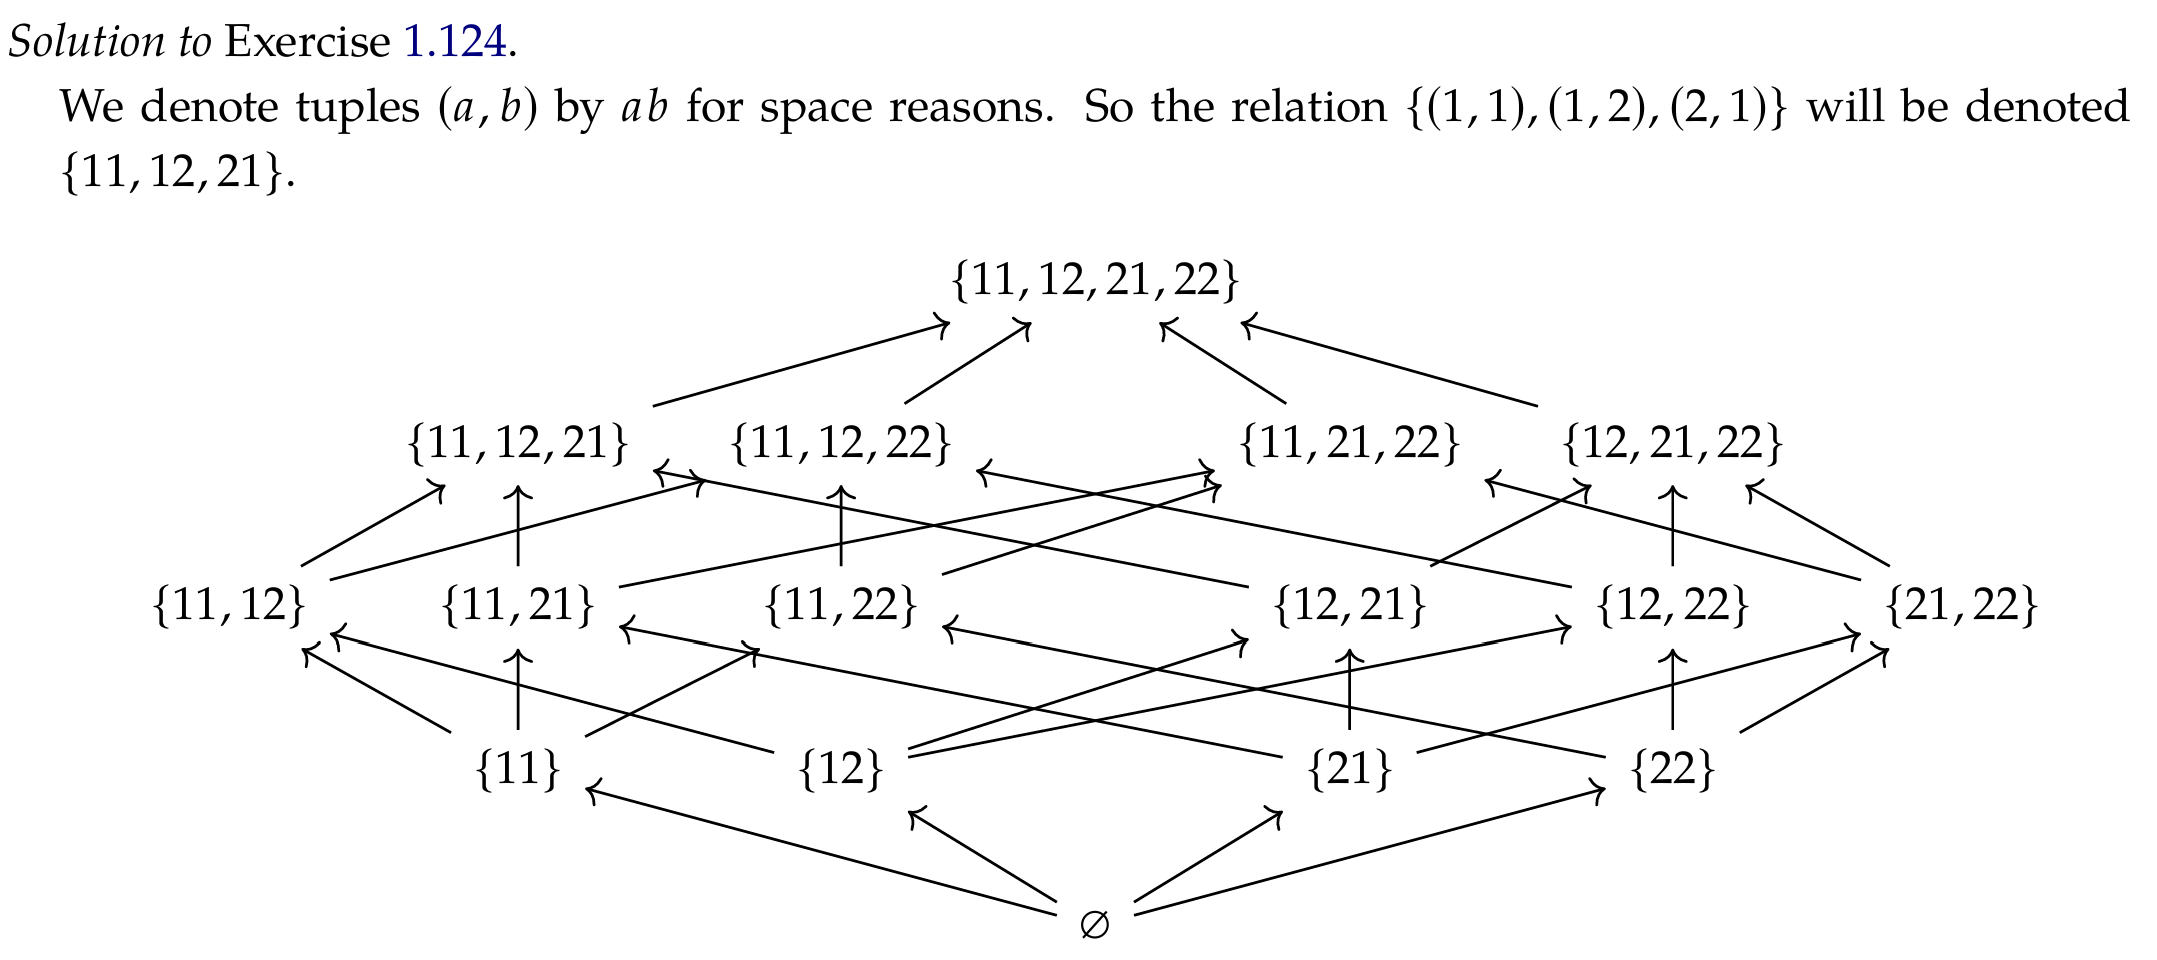 Solution to Exercise 1.124.
We denote tuples (a, b) by ab for space reasons. So the relation {(1, 1), (1, 2), (2, 1)} will be denoted
{11, 12, 21}.
{11, 12, 21, 22}
{11, 12, 21} {11, 12, 22} {11, 21, 22} {12, 21, 22}
{11, 12} {11, 21} {11, 22} {12, 21} {12, 22} {21, 22}
{11} {12} {21} {22}
∅